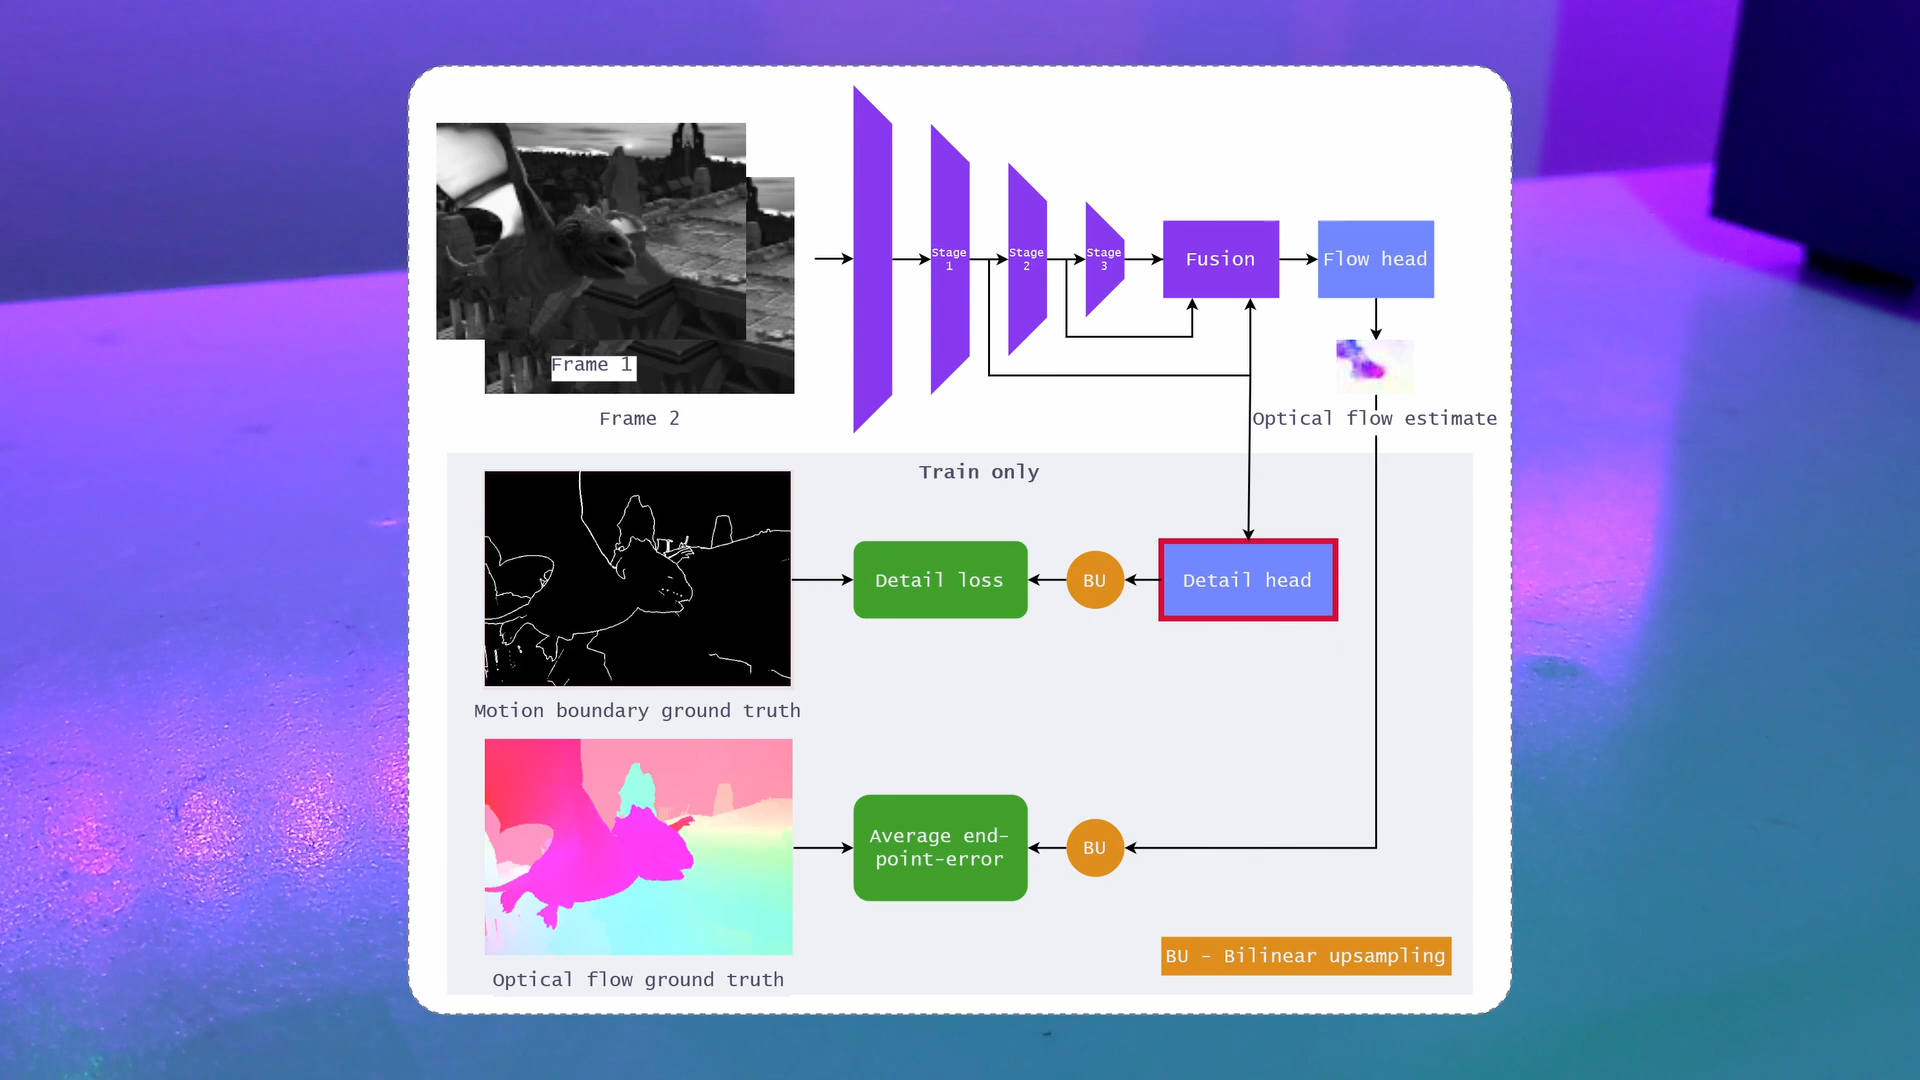 Stage
1
Stage
2
Stage
3
Fusion
Flow head
Frame 1
Frame 2
Optical flow estimate
Train only
Detail loss
BU
Detail head
Motion boundary ground truth
Average end-
point-error
BU
BU - Bilinear upsampling
Optical flow ground truth